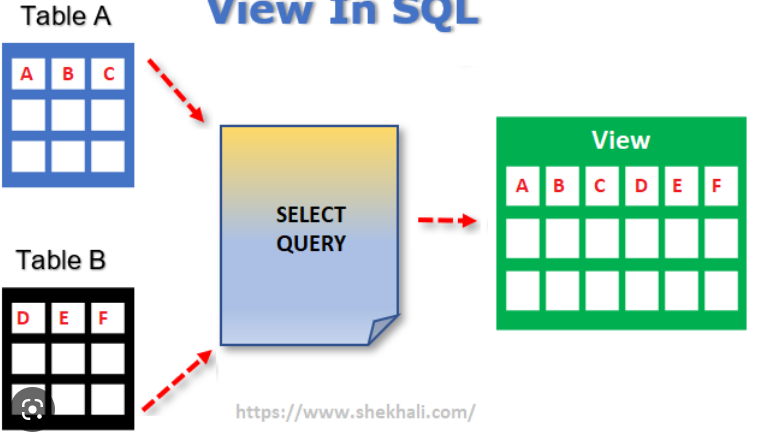 View In SQL
Table A
A B C
SELECT
QUERY
View
A B C D E F
Table B
D E F
https://www.shekhali.com/